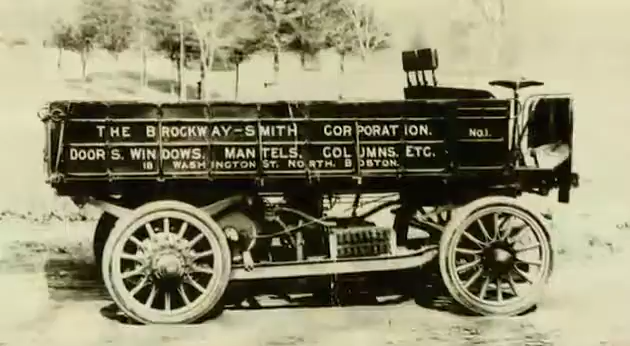 THE BROCKWAY-SMITH CORPORATION. No.1.
DOORS, WINDOWS, MANTELS, COLUMNS, ETC.
18 WASHINGTON ST. NORTH. BOSTON.